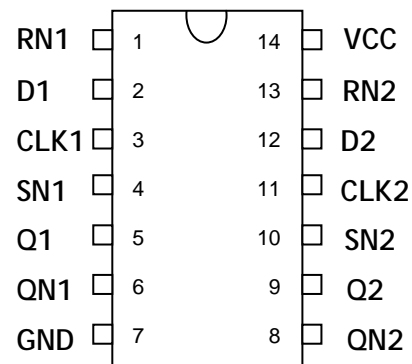 RN1 1 14 VCC
D1 2 13 RN2
CLK1 3 12 D2
SN1 4 11 CLK2
Q1 5 10 SN2
QN1 6 9 Q2
GND 7 8 QN2